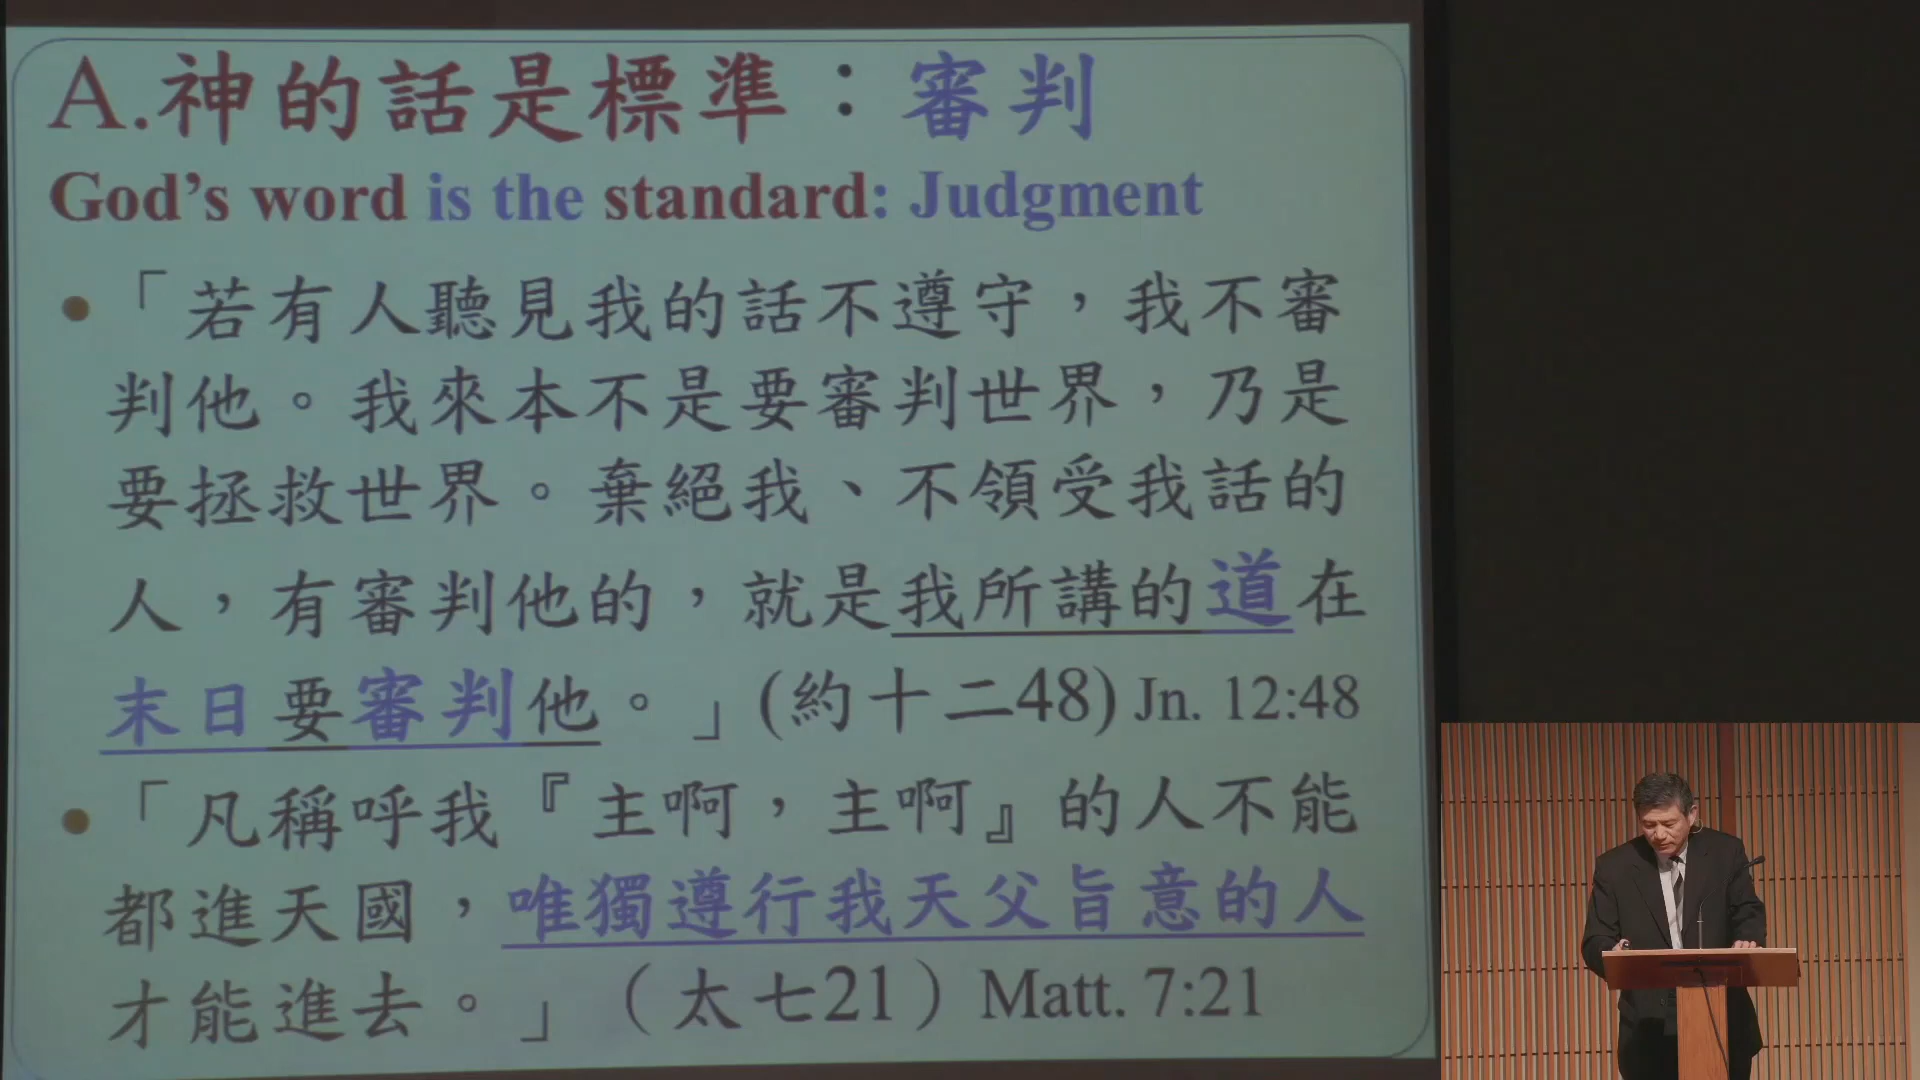 A.神的話是標準：審判
God's word is the standard: Judgment
• 「若有人聽見我的話不遵守，我不審
判他。我來本不是要審判世界，乃是
要拯救世界。棄絕我、不領受我話的
人，有審判他的，就是我所講的道在
末日要審判他。」(約十二48) Jn. 12:48
• 「凡稱呼我『主啊，主啊』的人不能
都進天國，唯獨遵行我天父旨意的人
才能進去。」（太七21）Matt. 7:21